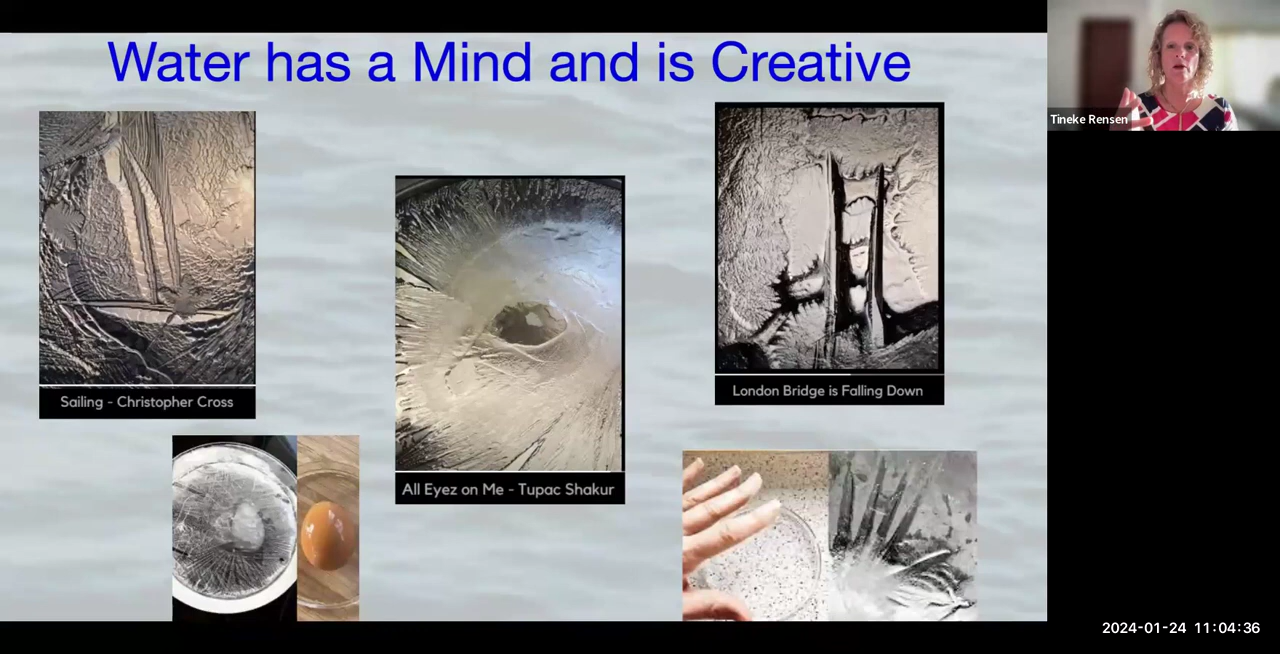 Water has a Mind and is Creative
Tineke Rensen
Sailing - Christopher Cross
All Eyez on Me - Tupac Shakur
London Bridge is Falling Down
2024-01-24 11:04:36